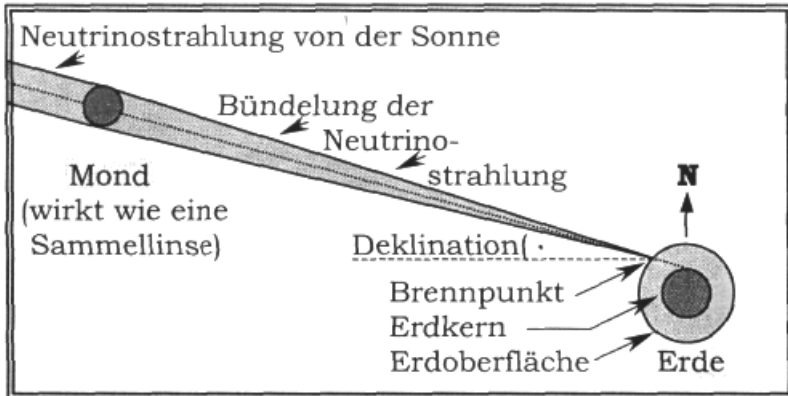 Neutrinostrahlung von der Sonne
Bündelung der
Neutrino-
strahlung
Mond
(wirkt wie eine
Sammellinse)
N
Deklination(
Brennpunkt
Erdkern
Erdoberfläche
Erde